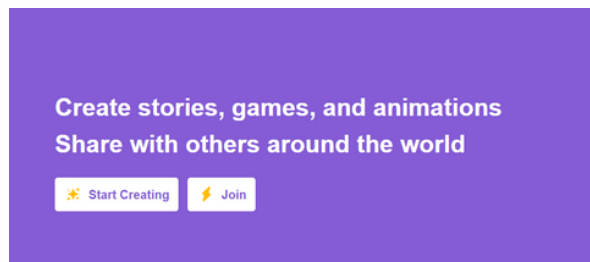 Create stories, games, and animations
Share with others around the world
Start Creating
Join